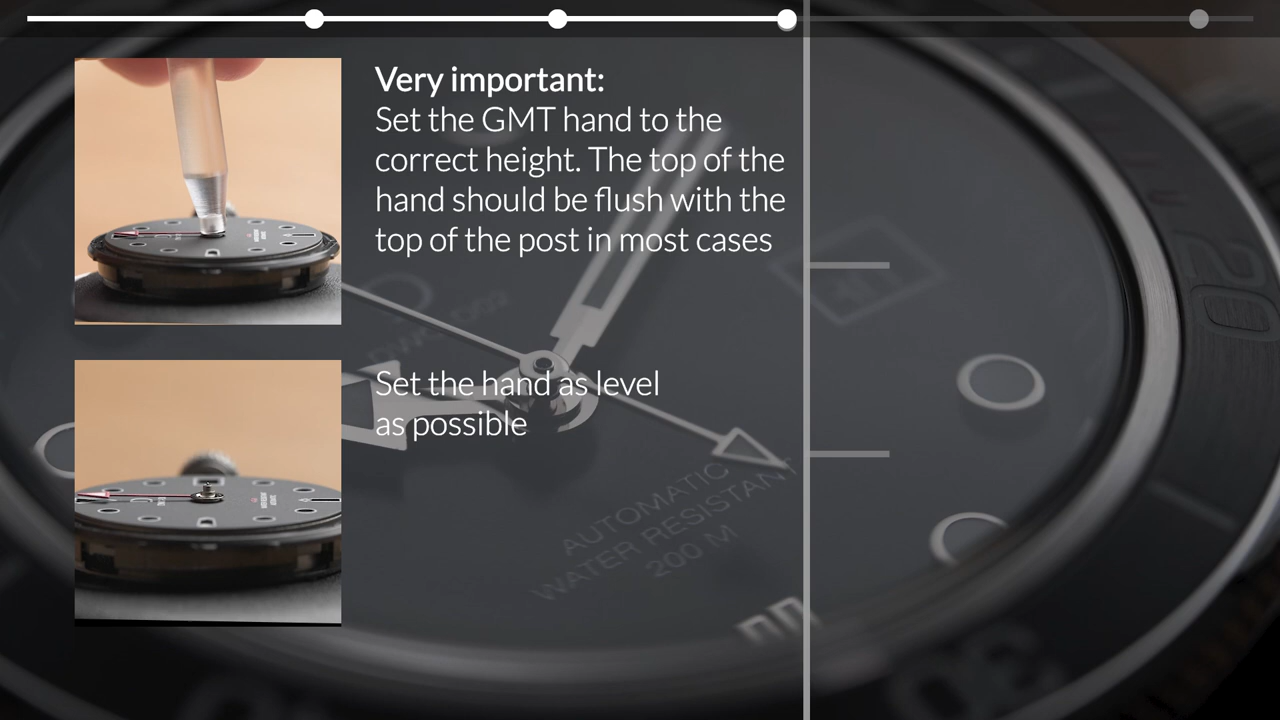 Very important:
Set the GMT hand to the
correct height. The top of the
hand should be flush with the
top of the post in most cases
Set the hand as level
as possible
AUTOMATIC
WATER RESISTANT
200 M
20